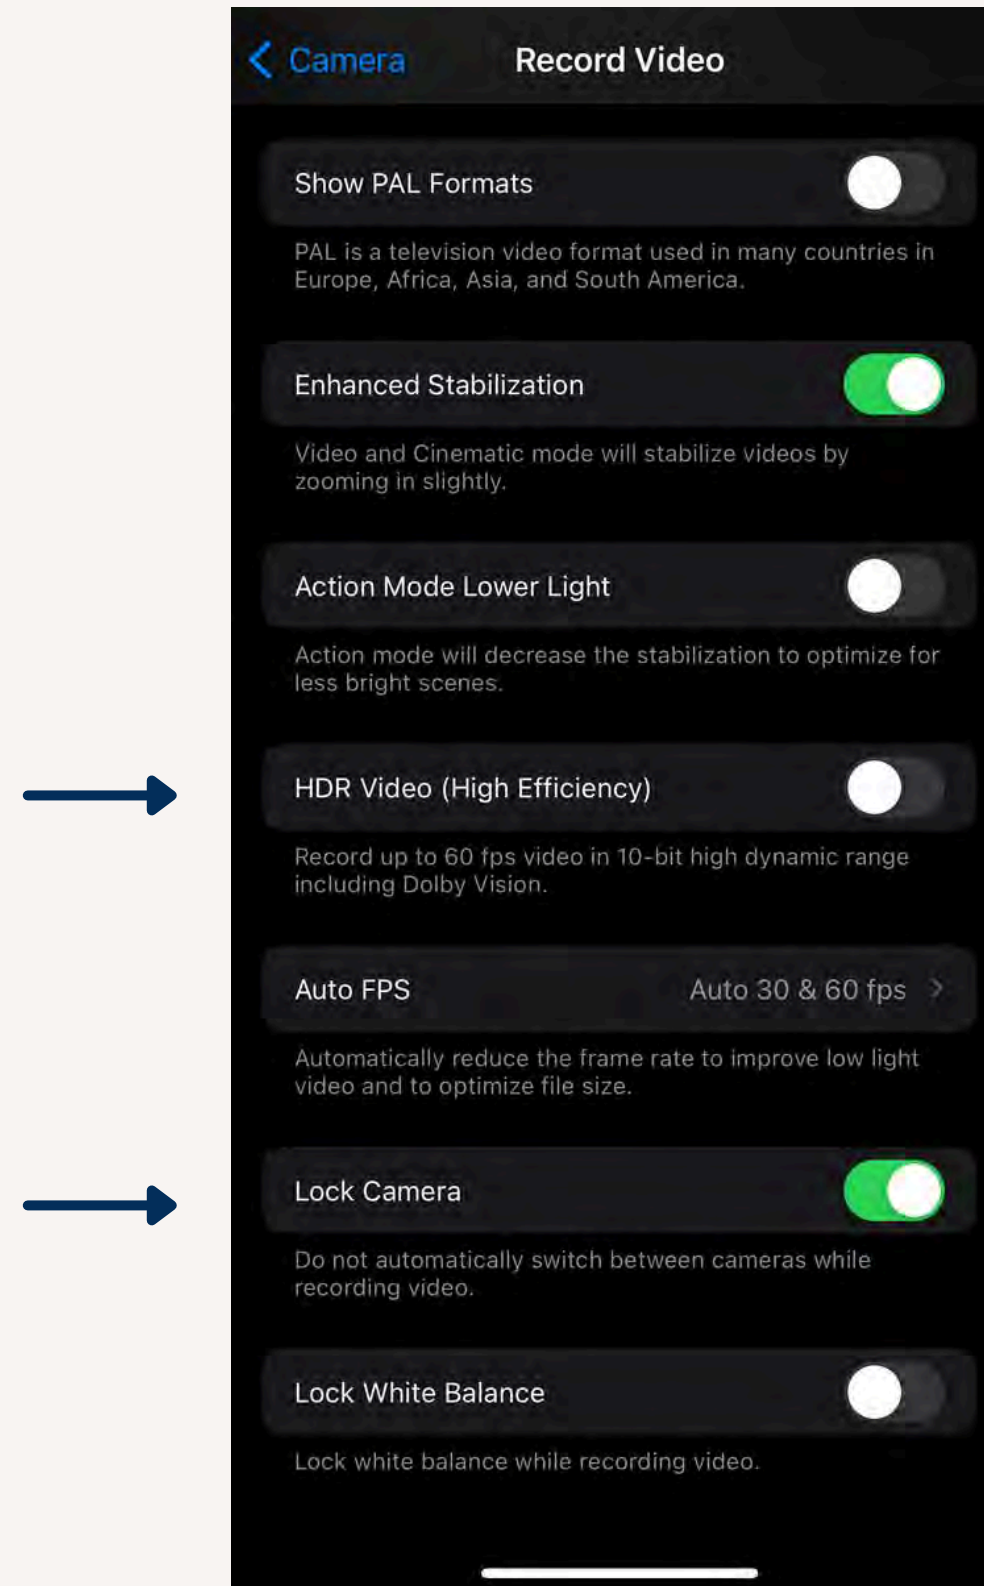 Camera
Record Video
Show PAL Formats
PAL is a television video format used in many countries in
Europe, Africa, Asia, and South America.
Enhanced Stabilization
Video and Cinematic mode will stabilize videos by
zooming in slightly.
Action Mode Lower Light
Action mode will decrease the stabilization to optimize for
less bright scenes.
HDR Video (High Efficiency)
Record up to 60 fps video in 10-bit high dynamic range
including Dolby Vision.
Auto FPS Auto 30 & 60 fps
Automatically reduce the frame rate to improve low light
video and to optimize file size.
Lock Camera
Do not automatically switch between cameras while
recording video.
Lock White Balance
Lock white balance while recording video.